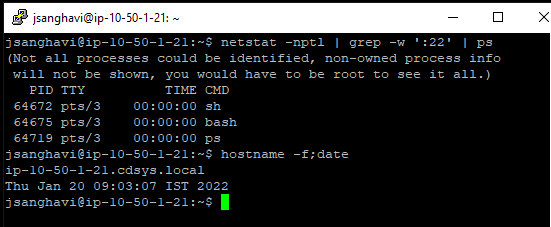 jsanghavi@ip-10-50-1-21: ~
jsanghavi@ip-10-50-1-21:~$ netstat -nptl | grep -w ':22' | ps
(Not all processes could be identified, non-owned process info
 will not be shown, you would have to be root to see it all.)
    PID TTY          TIME CMD
  64672 pts/3    00:00:00 sh
  64675 pts/3    00:00:00 bash
  64719 pts/3    00:00:00 ps
jsanghavi@ip-10-50-1-21:~$ hostname -f;date
ip-10-50-1-21.cdsys.local
Thu Jan 20 09:03:07 IST 2022
jsanghavi@ip-10-50-1-21:~$